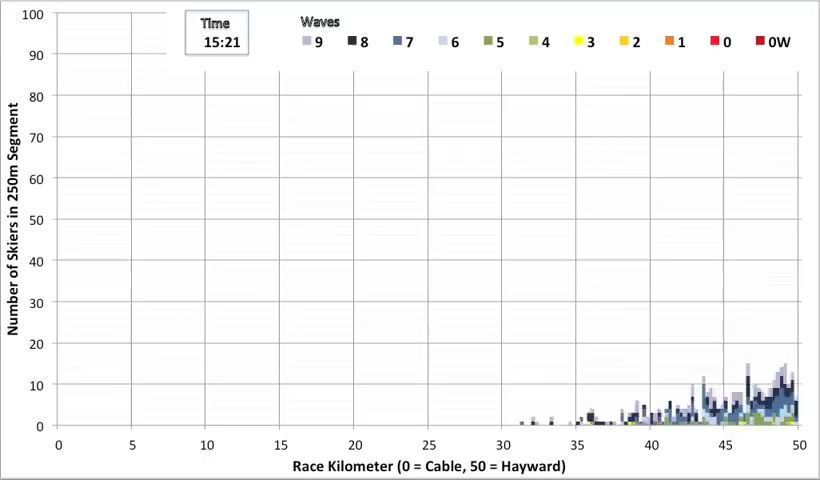 Time
15:21
Waves
9 8 7 6 5 4 3 2 1 0 0W
Number of Skiers in 250m Segment
100
90
80
70
60
50
40
30
20
10
0
0 5 10 15 20 25 30 35 40 45 50
Race Kilometer (0 = Cable, 50 = Hayward)